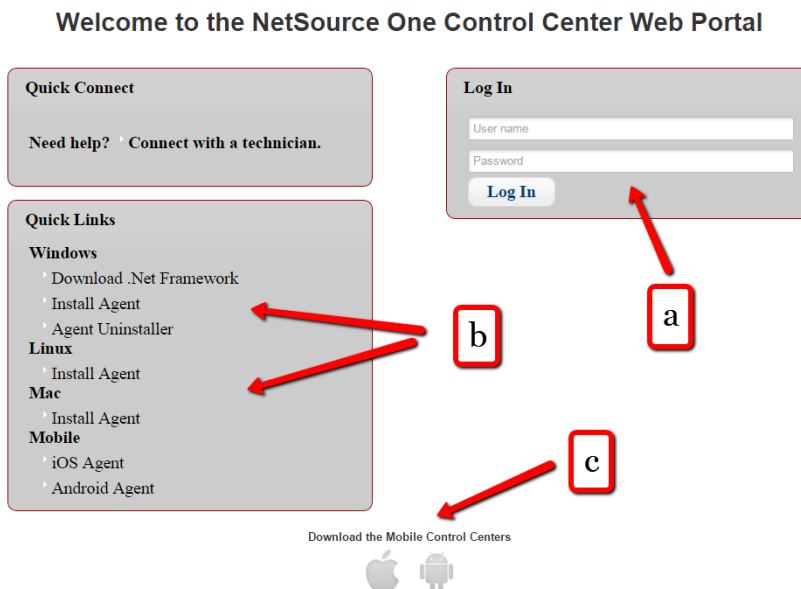 Welcome to the NetSource One Control Center Web Portal
Quick Connect
Need help? Connect with a technician.
Quick Links
Windows
Download .Net Framework
Install Agent
Agent Uninstaller
Linux
Install Agent
Mac
Install Agent
Mobile
iOS Agent
Android Agent
Log In
User name
Password
Log In
a
b
c
Download the Mobile Control Centers